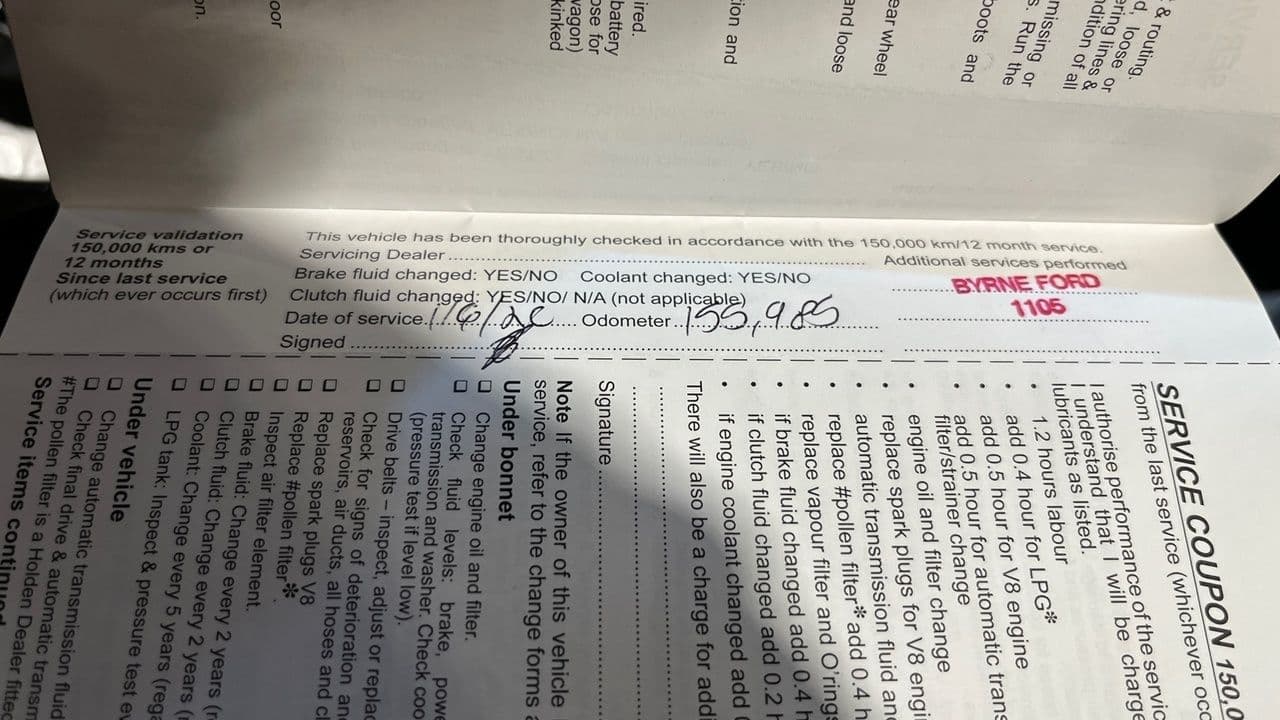 & routing.
d, loose or
ering lines &
ndition of all
missing or
s. Run the
boots and
ear wheel
and loose
ion and
ired.
battery
ose for
vagon)
kinked
oor
on.
Service validation
150,000 kms or
12 months
Since last service
(which ever occurs first)
This vehicle has been thoroughly checked in accordance with the 150,000 km/12 month service.
Servicing Dealer
Additional services performed
Brake fluid changed: YES/NO Coolant changed: YES/NO
BYRNE FORD
1105
Clutch fluid changed: YES/NO/ N/A (not applicable)
Date of service Odometer 155,985
Signed
SERVICE COUPON 150,0
from the last service (whichever occ
I authorise performance of the servic
I understand that I will be charge
lubricants as listed.
• 1.2 hours labour
• add 0.4 hour for LPG*
• add 0.5 hour for V8 engine
• add 0.5 hour for automatic trans
filter/strainer change
• engine oil and filter change
• replace spark plugs for V8 engi
• automatic transmission fluid and
• replace #pollen filter* add 0.4 h
• replace vapour filter and O'rings
• if brake fluid changed add 0.4 h
• if clutch fluid changed add 0.2 h
• if engine coolant changed add
There will also be a charge for addi
Signature
Note If the owner of this vehicle
service, refer to the change forms a
Under bonnet
☐ Change engine oil and filter.
☐ Check fluid levels: brake, powe
transmission and washer. Check coo
(pressure test if level low).
☐ Drive belts – inspect, adjust or replac
☐ Check for signs of deterioration an
reservoirs, air ducts, all hoses and cl
☐ Replace spark plugs V8
☐ Replace #pollen filter*
☐ Inspect air filter element.
☐ Brake fluid: Change every 2 years (r
☐ Clutch fluid: Change every 2 years (r
☐ Coolant: Change every 2 years (
☐ LPG tank: Inspect & pressure test ev
Under vehicle
☐ Change automatic transmission fluid
☐ Check final drive & automatic transm
#The pollen filter is a Holden Dealer fitted
Service items continued